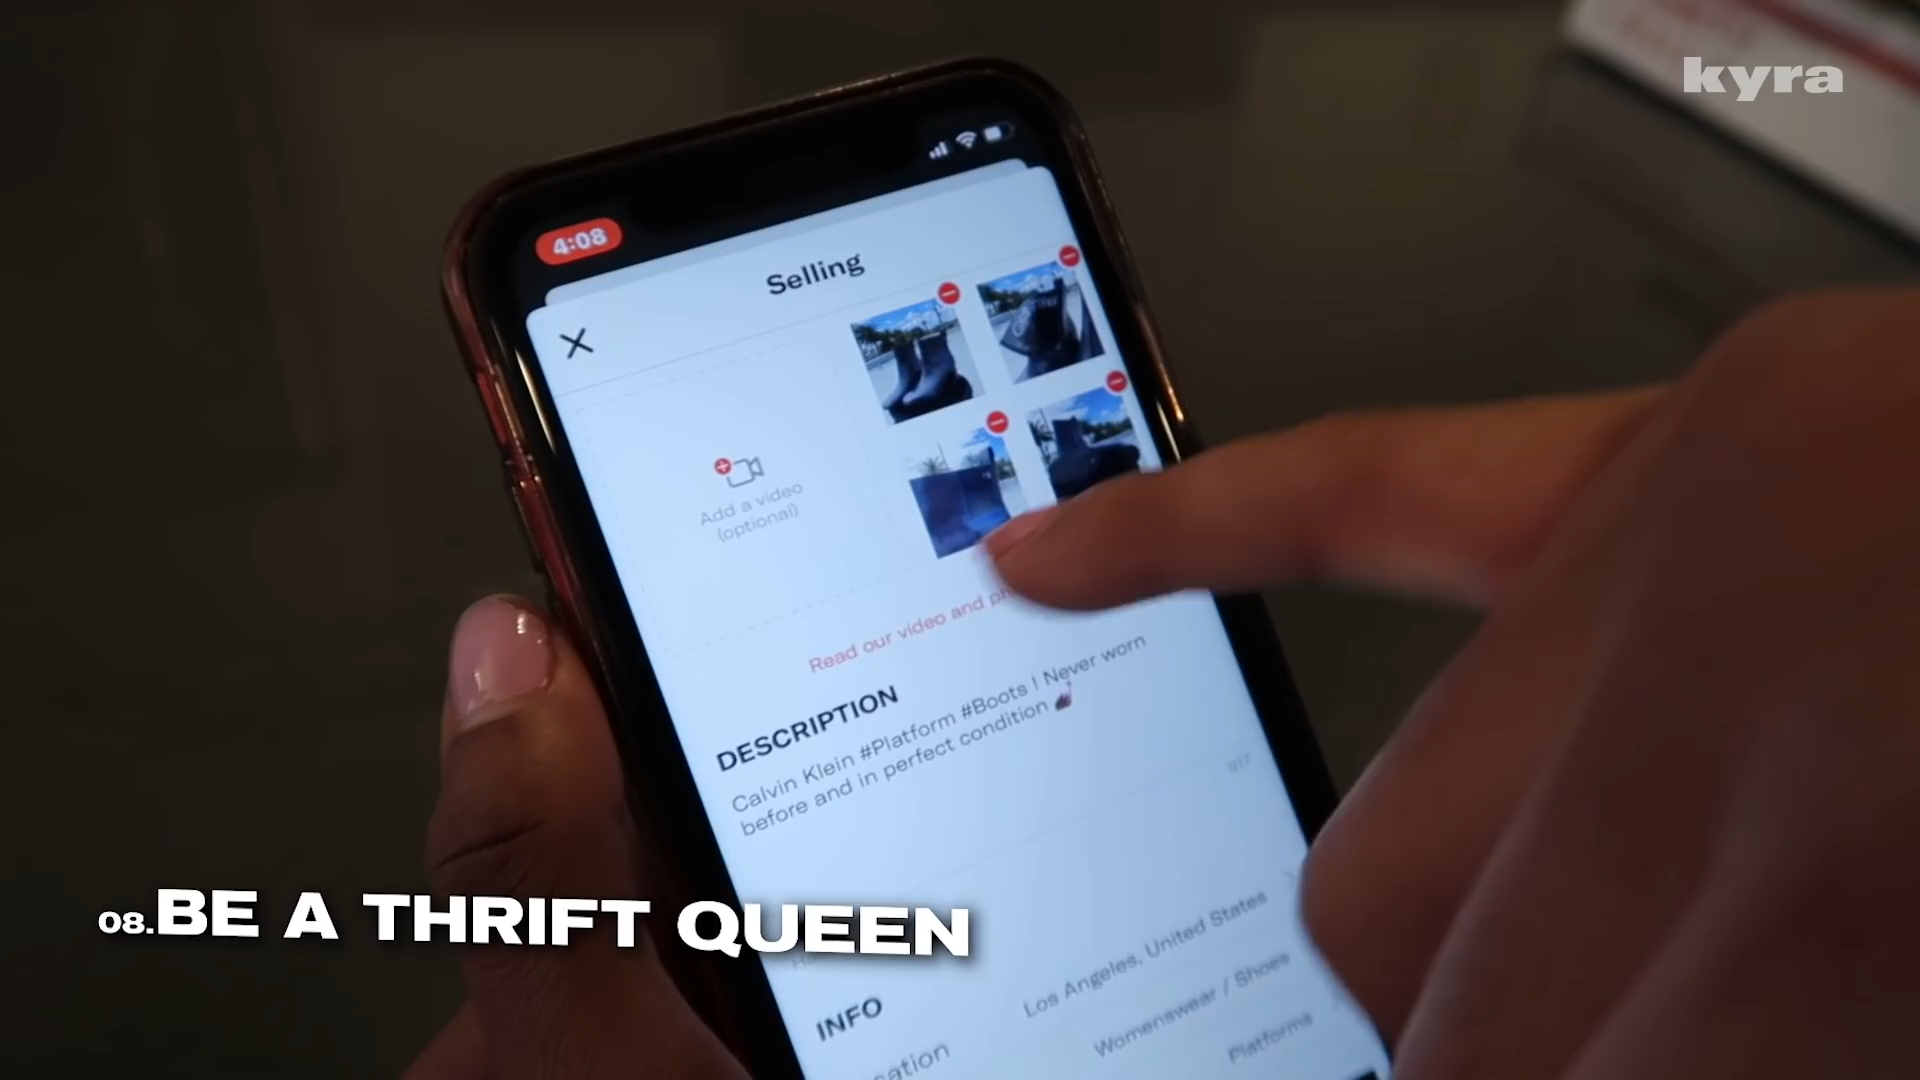 kyra
4:08
Selling
Add a video
(optional)
Read our video and
DESCRIPTION
Calvin Klein #Platform #Boots ! Never worn
before and in perfect condition
917
08.BE A THRIFT QUEEN
INFO
Los Angeles, United States
Womenswear / Shoes
Platforms